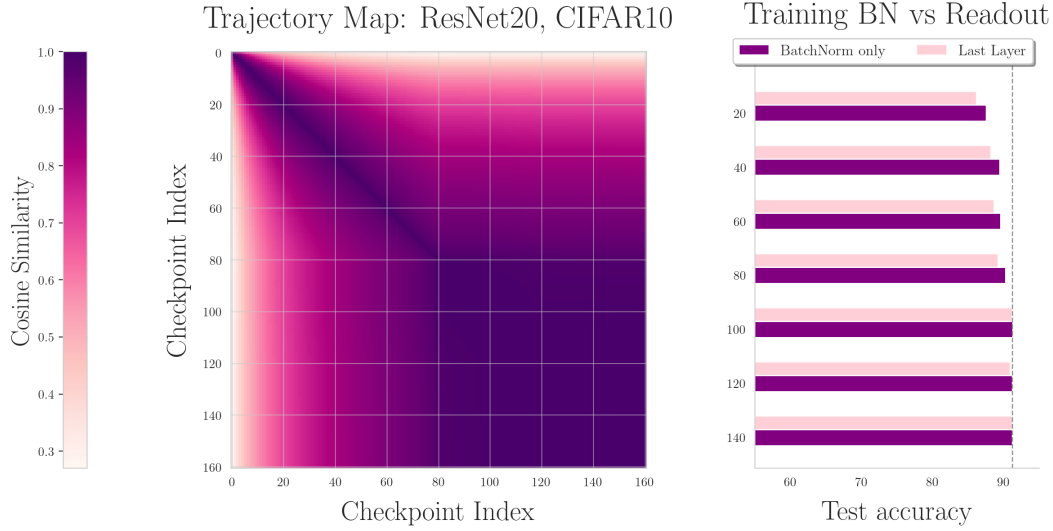 Trajectory Map: ResNet20, CIFAR10
Training BN vs Readout
Cosine Similarity
1.0
0.9
0.8
0.7
0.6
0.5
0.4
0.3
Checkpoint Index
0
20
40
60
80
100
120
140
160
0 20 40 60 80 100 120 140 160
Checkpoint Index
BatchNorm only Last Layer
20
40
60
80
100
120
140
60 70 80 90
Test accuracy